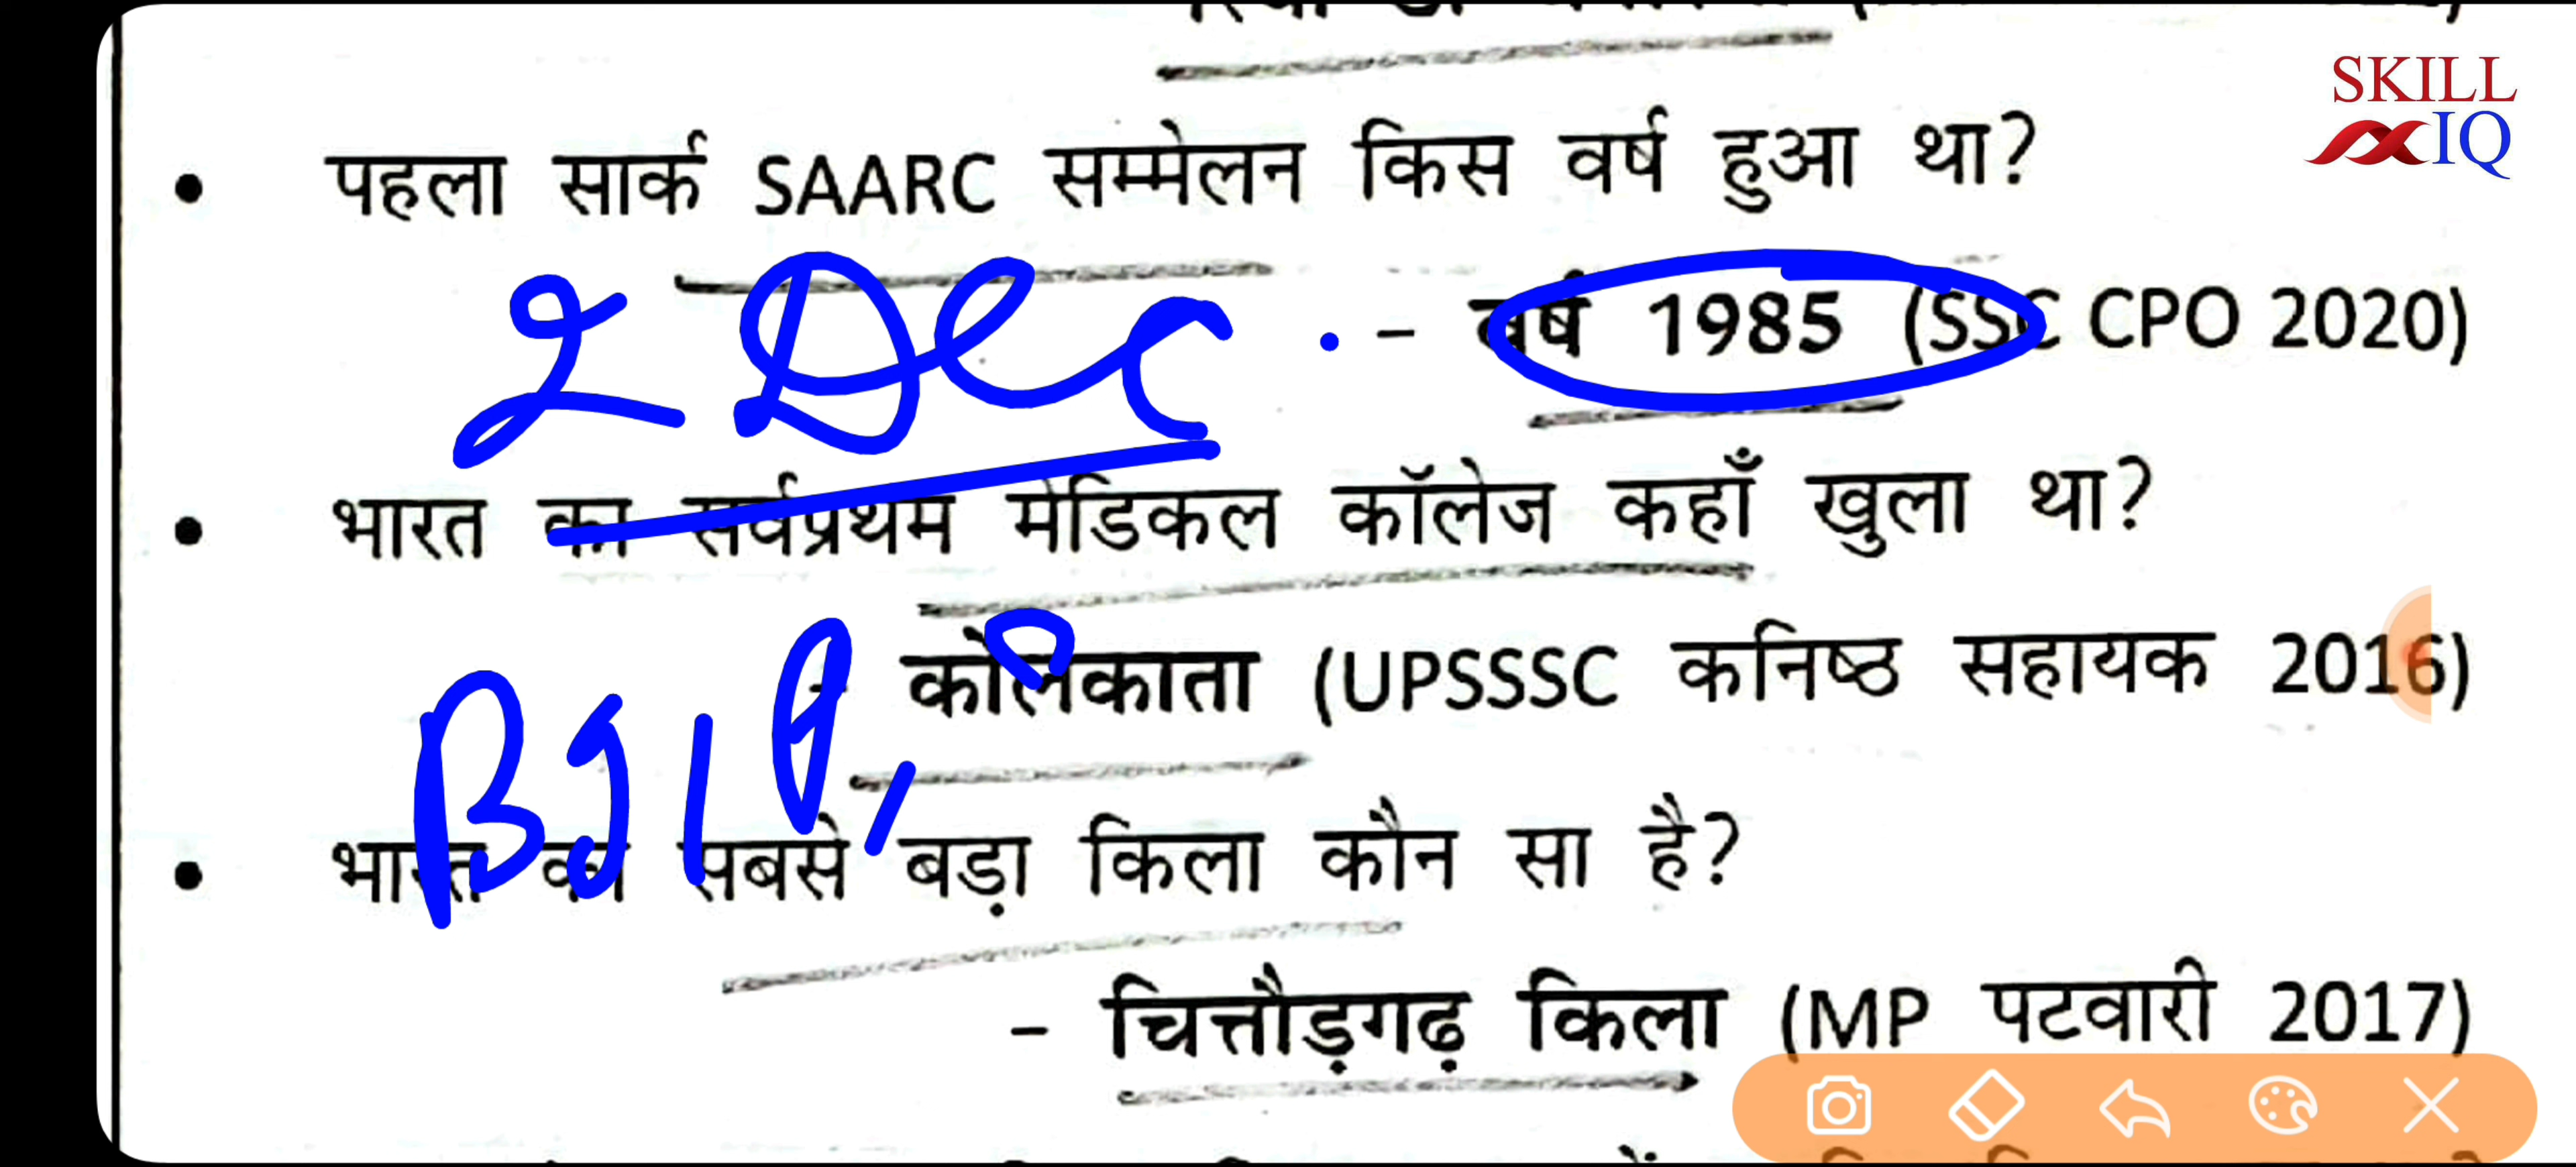 SKILL
IQ
• पहला सार्क SAARC सम्मेलन किस वर्ष हुआ था?
2 Dec . - वर्ष 1985 (SSC CPO 2020)
• भारत का सर्वप्रथम मेडिकल कॉलेज कहाँ खुला था?
- कोलकाता (UPSSSC कनिष्ठ सहायक 2016)
• भारत का सबसे बड़ा किला कौन सा है?
- चित्तौड़गढ़ किला (MP पटवारी 2017)